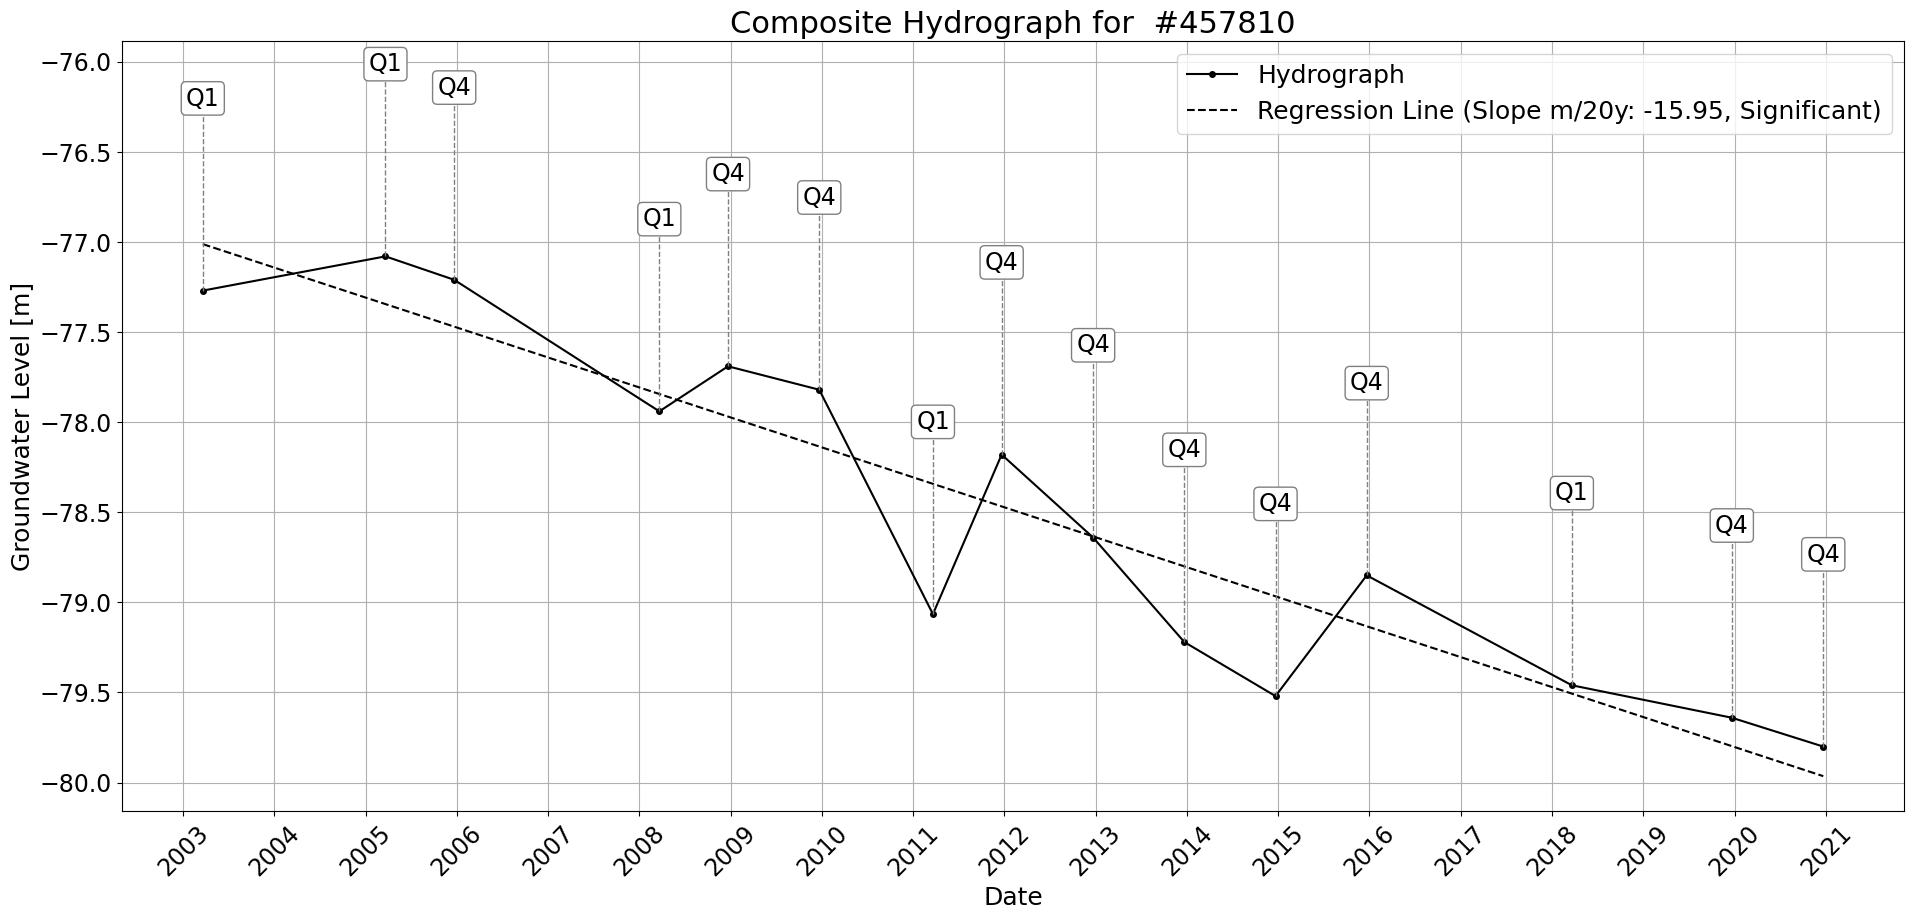 Composite Hydrograph for  #457810
Hydrograph
Regression Line (Slope m/20y: -15.95, Significant)
Groundwater Level [m]
−76.0
−76.5
−77.0
−77.5
−78.0
−78.5
−79.0
−79.5
−80.0
Q1
Q1
Q4
Q1
Q4
Q4
Q1
Q4
Q4
Q4
Q4
Q4
Q1
Q4
Q4
2003
2004
2005
2006
2007
2008
2009
2010
2011
2012
2013
2014
2015
2016
2017
2018
2019
2020
2021
Date